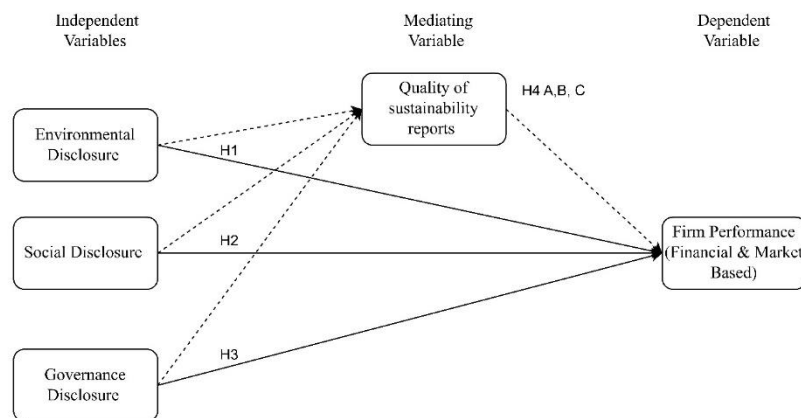 Independent
Variables
Mediating
Variable
Dependent
Variable
Quality of
sustainability
reports
H4 A,B, C
Environmental
Disclosure
H1
Social Disclosure
H2
Firm Performance
(Financial & Market
Based)
H3
Governance
Disclosure